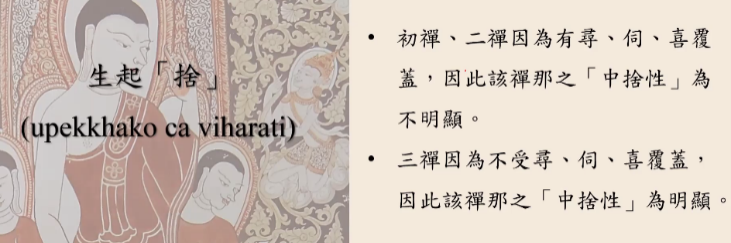 生起「捨」
(upekkhako ca viharati)
• 初禪、二禪因為有尋、伺、喜覆
蓋，因此該禪那之「中捨性」為
不明顯。
• 三禪因為不受尋、伺、喜覆蓋，
因此該禪那之「中捨性」為明顯。